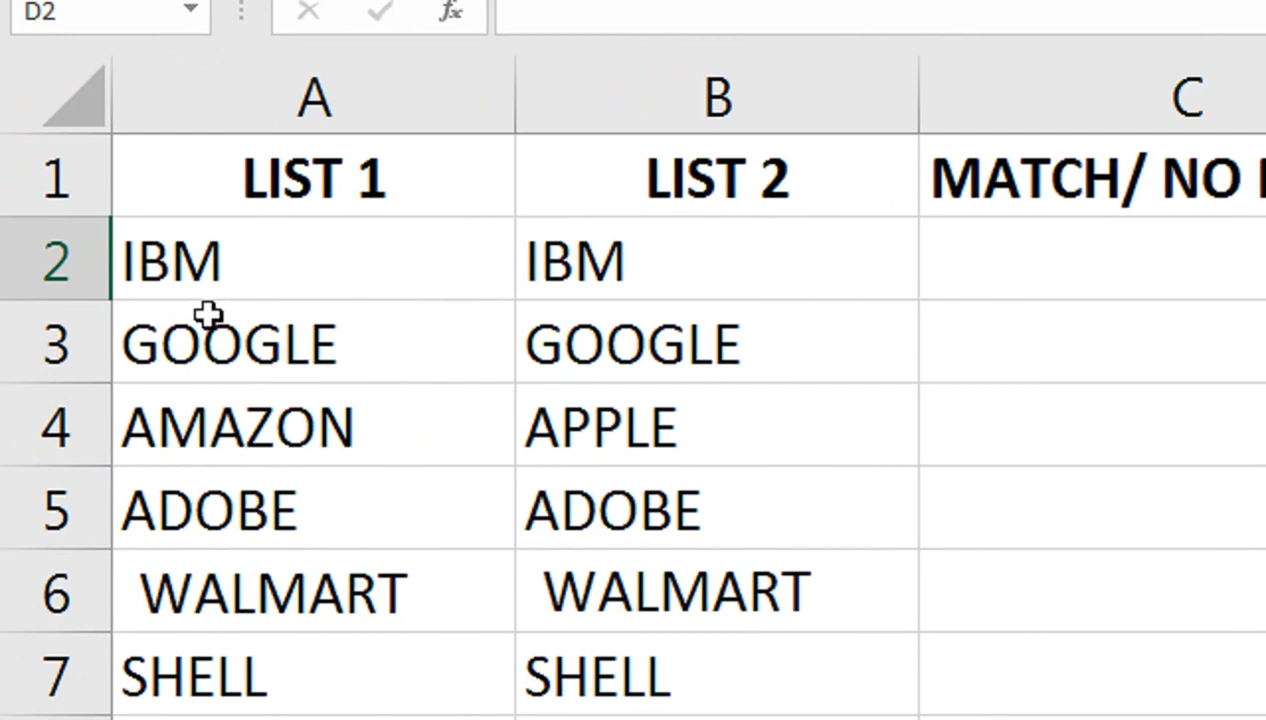 D2 fx
A B C
1 LIST 1 LIST 2 MATCH/ NO
2 IBM IBM
3 GOOGLE GOOGLE
4 AMAZON APPLE
5 ADOBE ADOBE
6 WALMART WALMART
7 SHELL SHELL